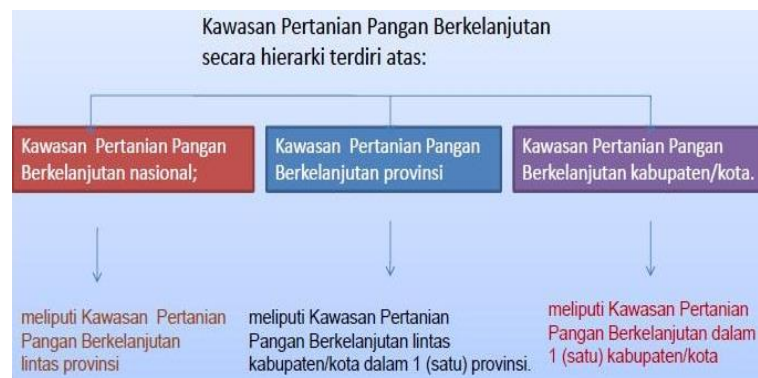 Kawasan Pertanian Pangan Berkelanjutan
secara hierarki terdiri atas:
Kawasan Pertanian Pangan
Berkelanjutan nasional;
Kawasan Pertanian Pangan
Berkelanjutan provinsi
Kawasan Pertanian Pangan
Berkelanjutan kabupaten/kota.
meliputi Kawasan Pertanian
Pangan Berkelanjutan
lintas provinsi
meliputi Kawasan Pertanian
Pangan Berkelanjutan lintas
kabupaten/kota dalam 1 (satu) provinsi.
meliputi Kawasan Pertanian
Pangan Berkelanjutan dalam
1 (satu) kabupaten/kota